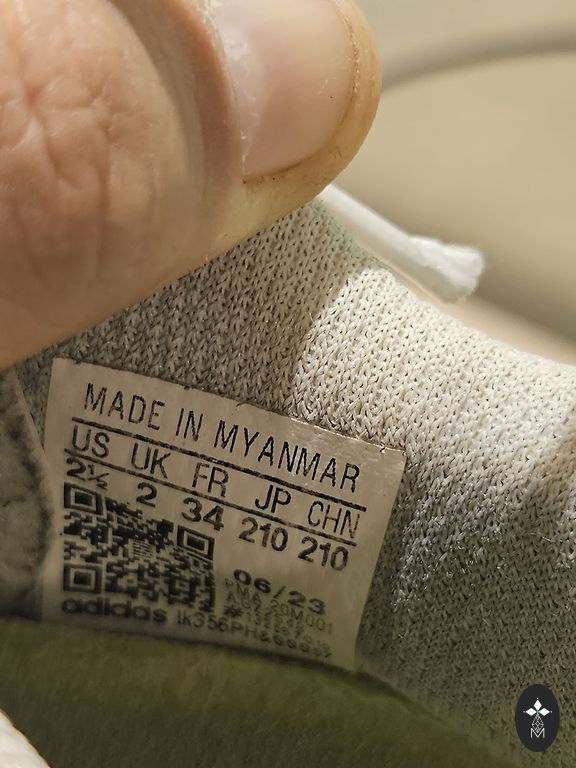 MADE IN MYANMAR
US UK FR JP CHN
2½ 2 34 210 210
06/23
adidas
M